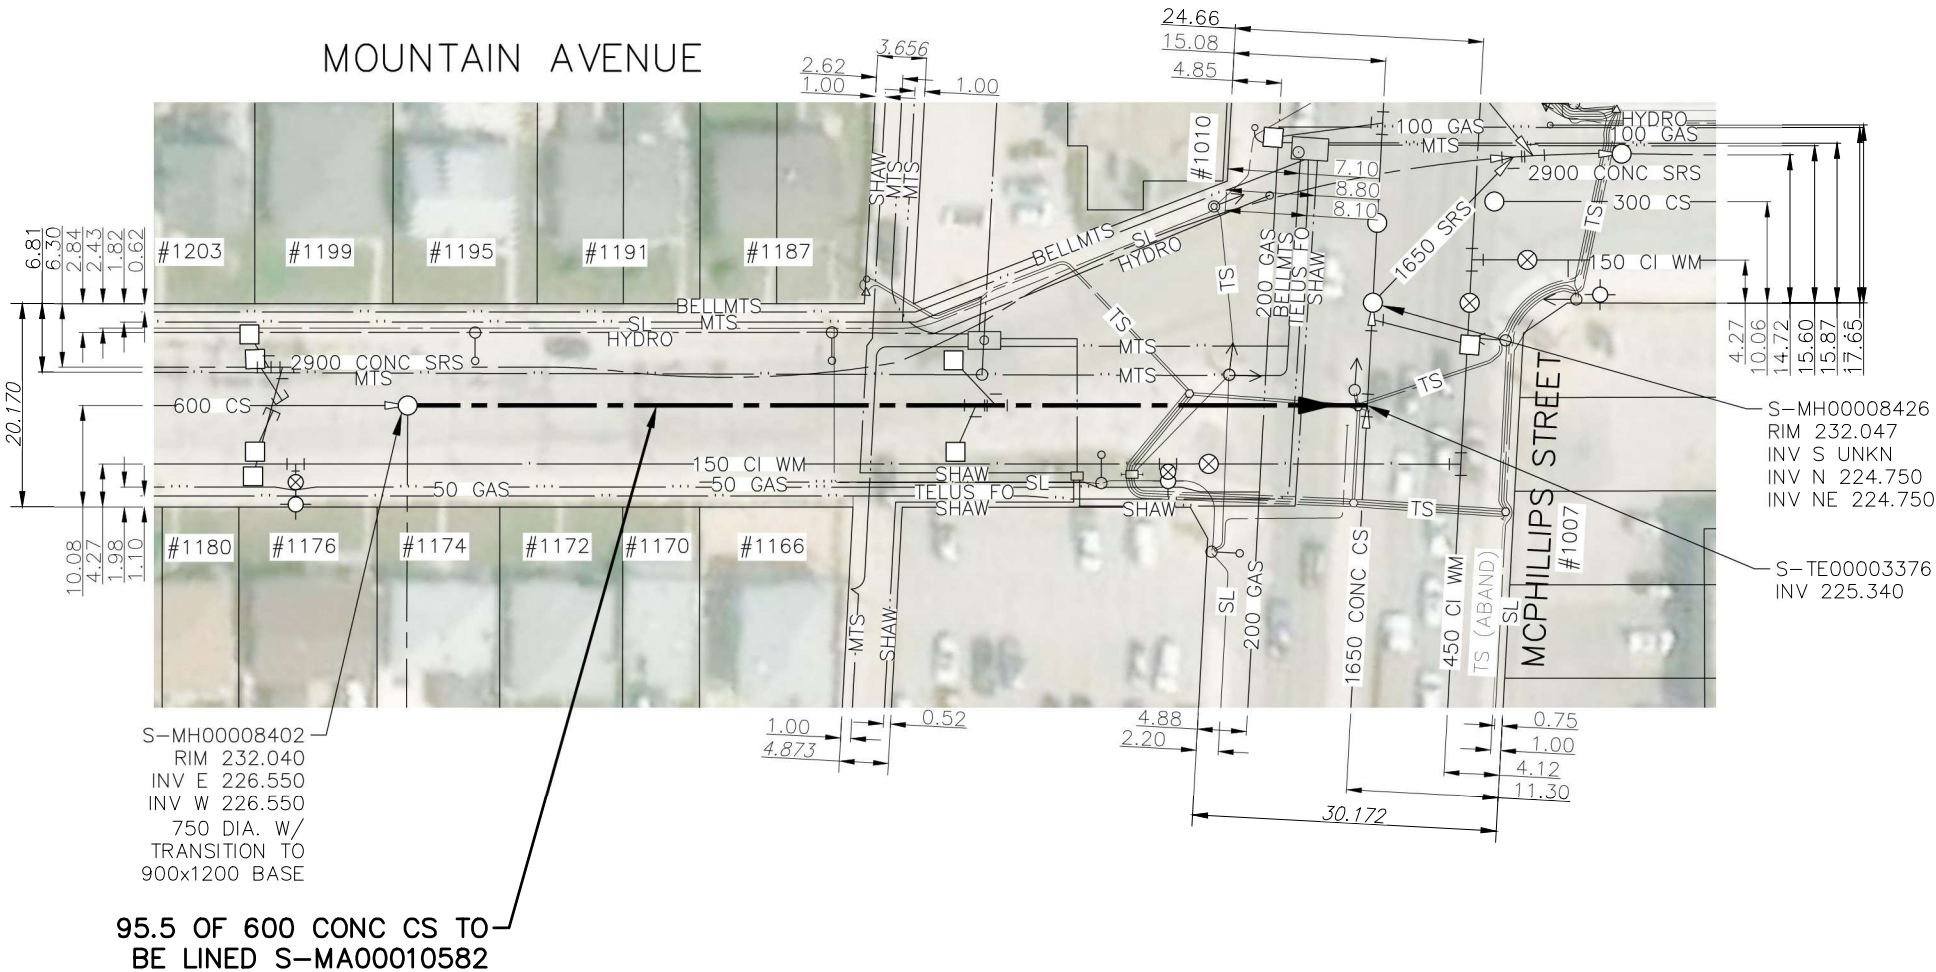 MOUNTAIN AVENUE
3.656
2.62
1.00
1.00
24.66
15.08
4.85
SHAW
MTS
MTS
#1010
100 GAS
MTS
HYDRO
100 GAS
2900 CONC SRS
7.10
8.80
8.10
300 CS
TS
1650 SRS
150 CI WM
#1203
#1199
#1195
#1191
#1187
BELLMTS
SL
HYDRO
TS
200 GAS
BELLMTS
TELUS FO
SHAW
6.81
6.30
2.84
2.43
1.82
0.62
20.170
BELLMTS
SL
MTS
HYDRO
TS
MTS
MTS
2900 CONC SRS
MTS
600 CS
TS
4.27
10.06
14.72
15.60
15.87
17.65
MCPHILLIPS STREET
S-MH00008426
RIM 232.047
INV S UNKN
INV N 224.750
INV NE 224.750
150 CI WM
SHAW
50 GAS
50 GAS
SL
TELUS FO
SHAW
SHAW
TS
10.08
4.27
1.98
1.10
#1180
#1176
#1174
#1172
#1170
#1166
MTS
SHAW
SL
200 GAS
1650 CONC CS
450 CI WM
TS (ABAND)
SL
#1007
S-TE00003376
INV 225.340
1.00
4.873
0.52
4.88
2.20
0.75
1.00
4.12
11.30
30.172
S-MH00008402
RIM 232.040
INV E 226.550
INV W 226.550
750 DIA. W/
TRANSITION TO
900x1200 BASE
95.5 OF 600 CONC CS TO
BE LINED S-MA00010582